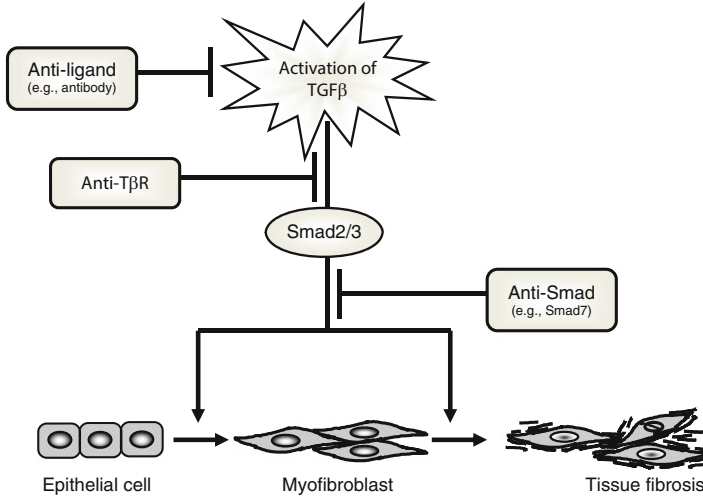 Anti-ligand
(e.g., antibody)
Activation of
TGFβ
Anti-TβR
Smad2/3
Anti-Smad
(e.g., Smad7)
Epithelial cell
Myofibroblast
Tissue fibrosis